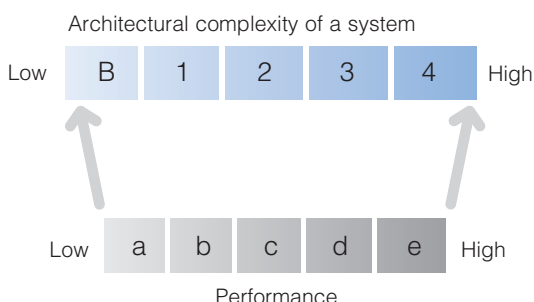 Architectural complexity of a system
Low B 1 2 3 4 High
Low a b c d e High
Performance